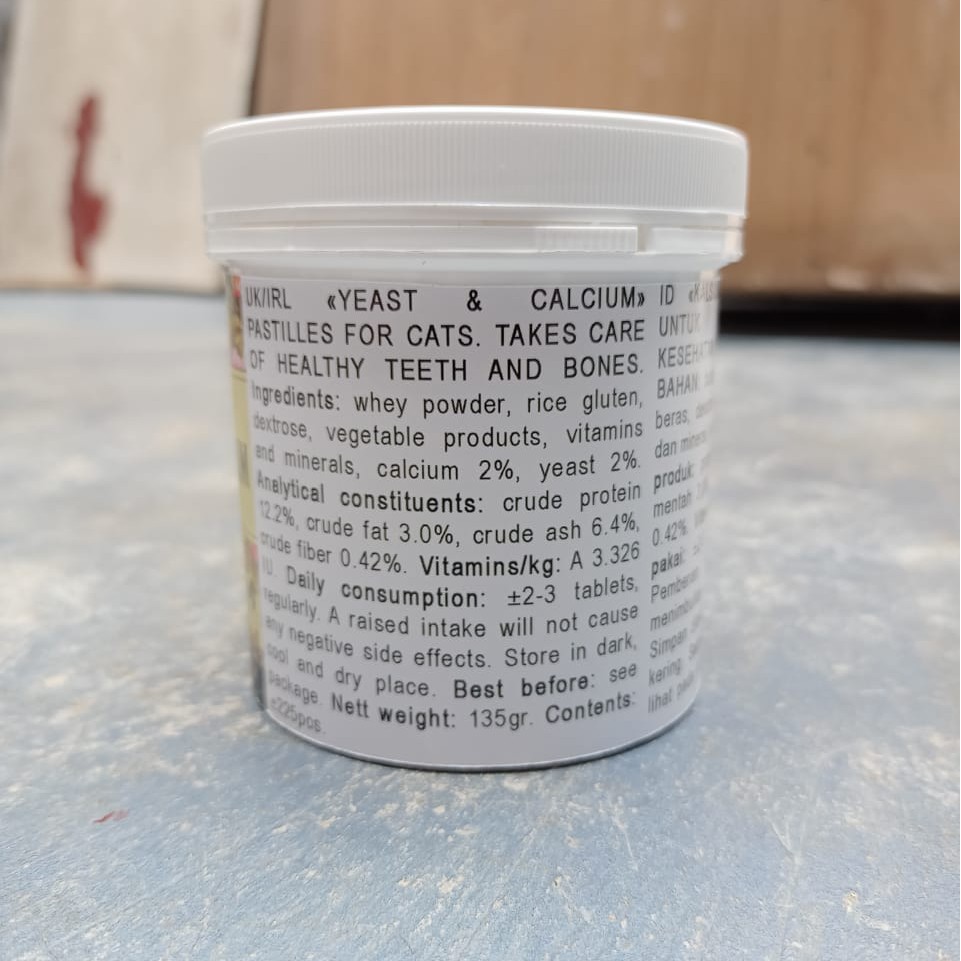 UK/IRL «YEAST & CALCIUM»
PASTILLES FOR CATS. TAKES CARE
OF HEALTHY TEETH AND BONES.
Ingredients: whey powder, rice gluten,
dextrose, vegetable products, vitamins
and minerals, calcium 2%, yeast 2%.
Analytical constituents: crude protein
12.2%, crude fat 3.0%, crude ash 6.4%,
crude fiber 0.42%. Vitamins/kg: A 3.326
IU. Daily consumption: ±2-3 tablets,
regularly. A raised intake will not cause
any negative side effects. Store in dark,
cool and dry place. Best before: see
package. Nett weight: 135gr. Contents:
±225pcs.
ID
UNTUK
BAHAN
beras,
dan
produk:
mentah
0.42%.
pakai:
Simpan
kering.
lihat